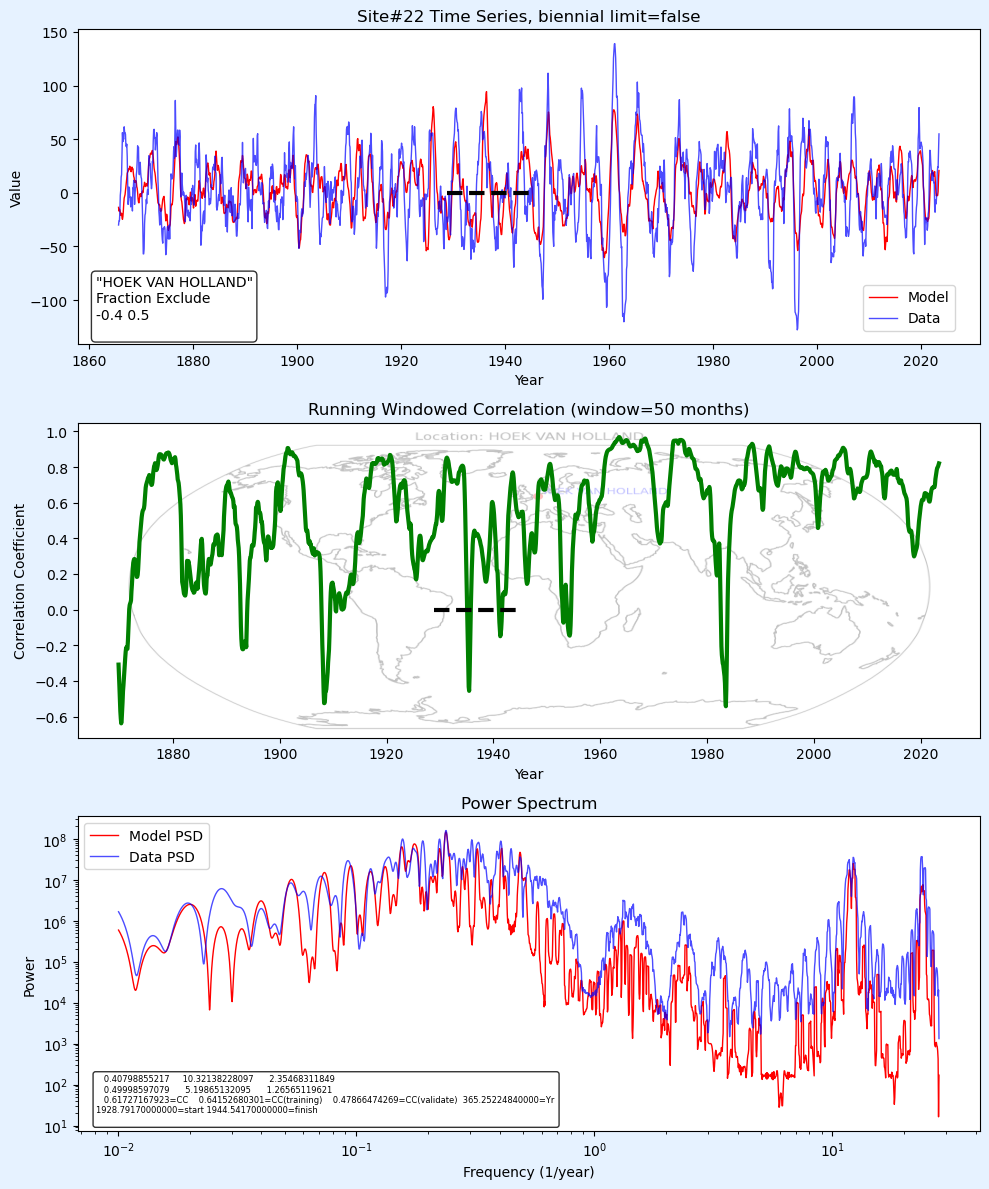 Site#22 Time Series, biennial limit=false
150
100
50
0
−50
−100
Value
"HOEK VAN HOLLAND"
Fraction Exclude
-0.4 0.5
Model
Data
1860 1880 1900 1920 1940 1960 1980 2000 2020
Year
Running Windowed Correlation (window=50 months)
Location: HOEK VAN HOLLAND
HOEK VAN HOLLAND
1.0
0.8
0.6
0.4
0.2
0.0
−0.2
−0.4
−0.6
Correlation Coefficient
1880 1900 1920 1940 1960 1980 2000 2020
Year
Power Spectrum
Model PSD
Data PSD
10⁸
10⁷
10⁶
10⁵
10⁴
10³
10²
10¹
Power
0.40798855217 10.32138228097 2.35468311849
0.49998597079 5.19865132095 1.26565119621
0.61727167923=CC 0.64152680301=CC(training) 0.47866474269=CC(validate) 365.25224840000=Yr
1928.79170000000=start 1944.54170000000=finish
10⁻² 10⁻¹ 10⁰ 10¹
Frequency (1/year)